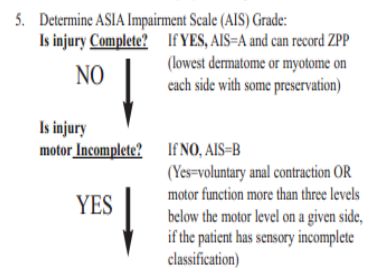 5. Determine ASIA Impairment Scale (AIS) Grade:
Is injury Complete? If YES, AIS=A and can record ZPP
(lowest dermatome or myotome on
NO
each side with some preservation)
Is injury
motor Incomplete? If NO, AIS=B
(Yes=voluntary anal contraction OR
motor function more than three levels
YES
below the motor level on a given side,
if the patient has sensory incomplete
classification)